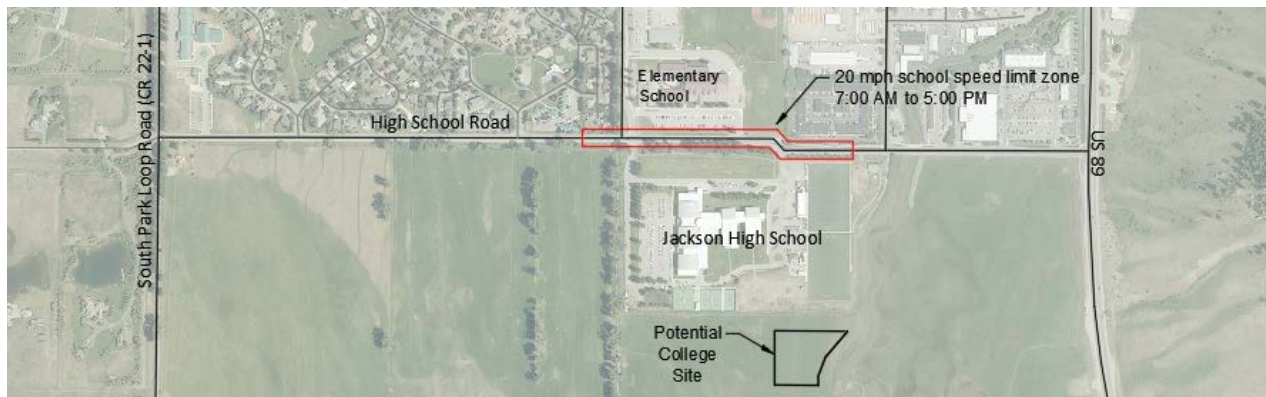 South Park Loop Road (CR 22-1)
High School Road
Elementary
School
20 mph school speed limit zone
7:00 AM to 5:00 PM
US 89
Jackson High School
Potential
College
Site